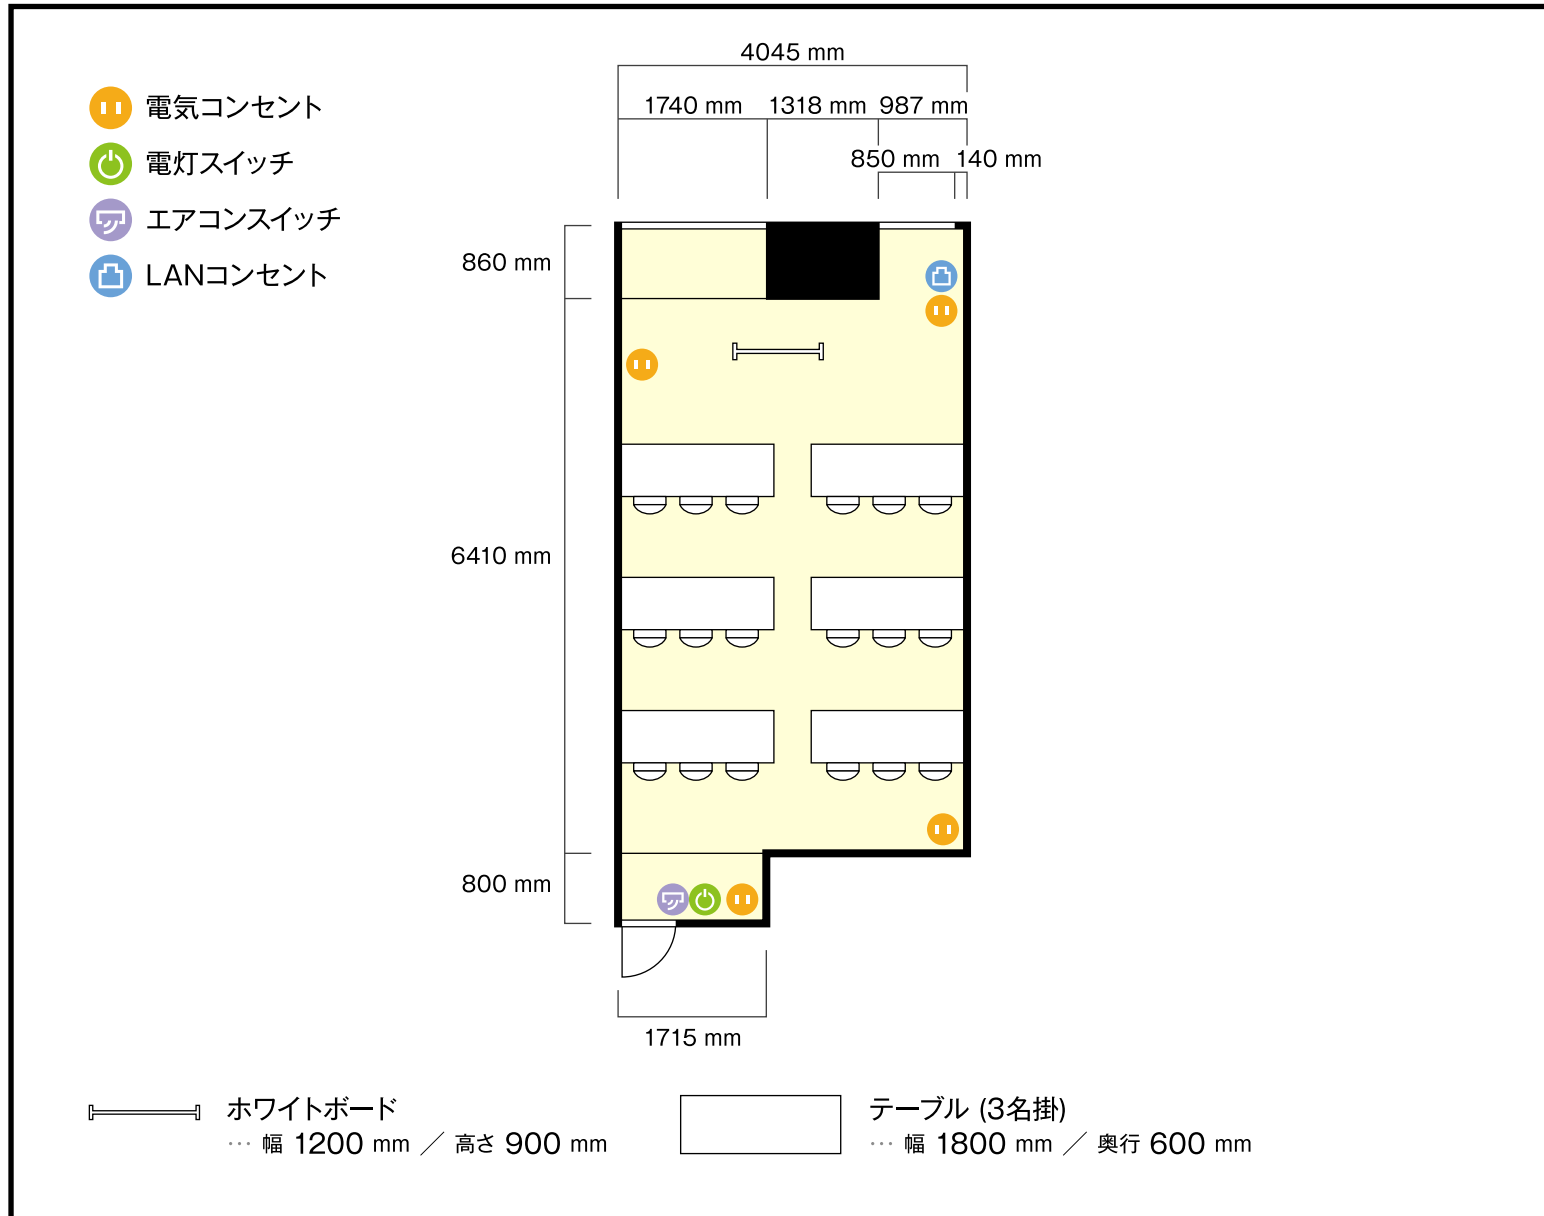 電気コンセント
電灯スイッチ
エアコンスイッチ
LANコンセント
4045 mm
1740 mm 1318 mm 987 mm
850 mm 140 mm
860 mm
6410 mm
800 mm
1715 mm
ホワイトボード
… 幅 1200 mm ／ 高さ 900 mm
テーブル (3名掛)
… 幅 1800 mm ／ 奥行 600 mm